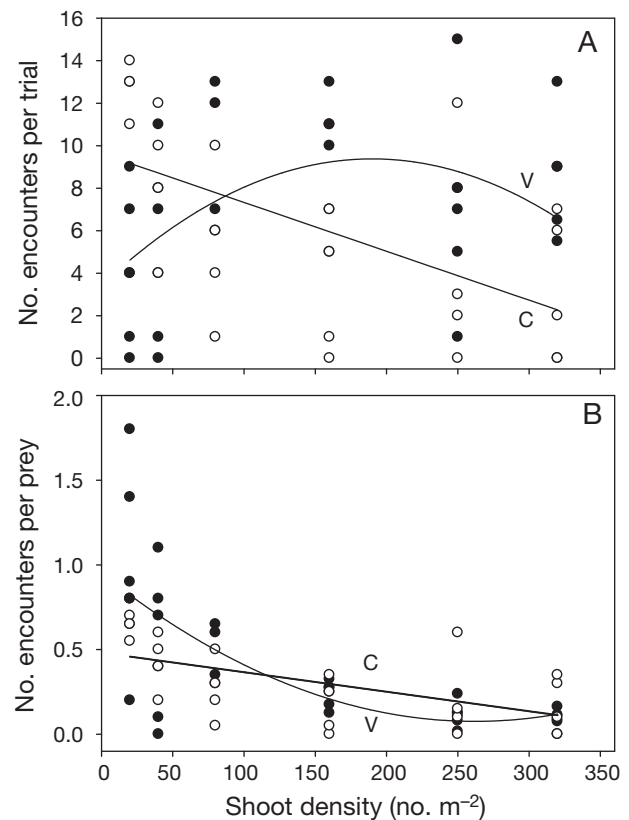 A
No. encounters per trial
16
14
12
10
8
6
4
2
0
V
C
B
No. encounters per prey
2.0
1.5
1.0
0.5
0.0
C
V
0 50 100 150 200 250 300 350
Shoot density (no. m⁻²)